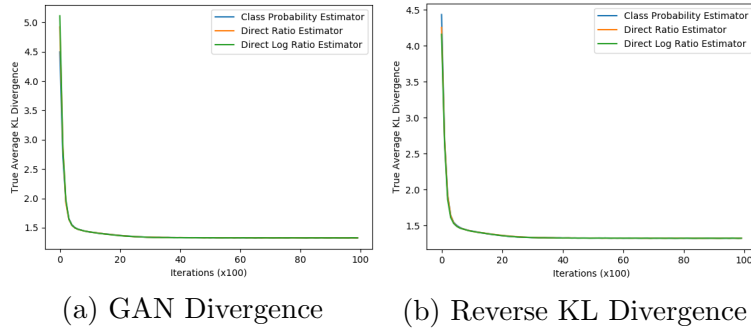 Class Probability Estimator
Direct Ratio Estimator
Direct Log Ratio Estimator
True Average KL Divergence
5.0
4.5
4.0
3.5
3.0
2.5
2.0
1.5
0 20 40 60 80 100
Iterations (x100)
(a) GAN Divergence
Class Probability Estimator
Direct Ratio Estimator
Direct Log Ratio Estimator
True Average KL Divergence
4.5
4.0
3.5
3.0
2.5
2.0
1.5
0 20 40 60 80 100
Iterations (x100)
(b) Reverse KL Divergence